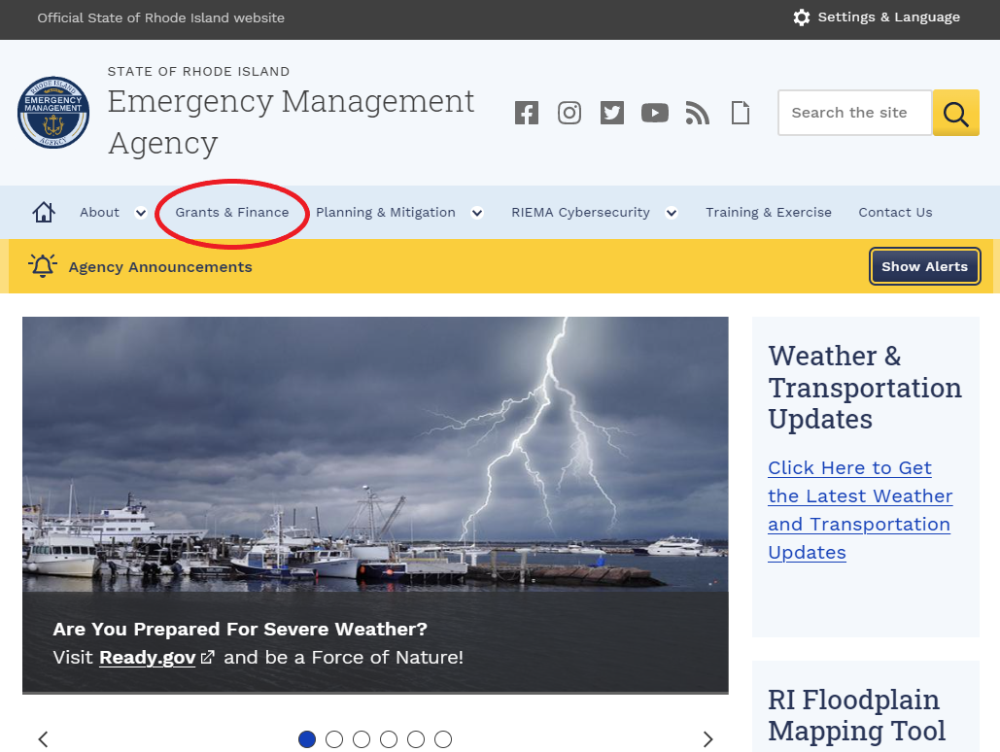 Official State of Rhode Island website
Settings & Language
RHODE ISLAND
EMERGENCY
MANAGEMENT
AGENCY
STATE OF RHODE ISLAND
Emergency Management
Agency
Search the site
About
Grants & Finance
Planning & Mitigation
RIEMA Cybersecurity
Training & Exercise
Contact Us
Agency Announcements
Show Alerts
Are You Prepared For Severe Weather?
Visit Ready.gov and be a Force of Nature!
Weather &
Transportation
Updates
Click Here to Get
the Latest Weather
and Transportation
Updates
RI Floodplain
Mapping Tool